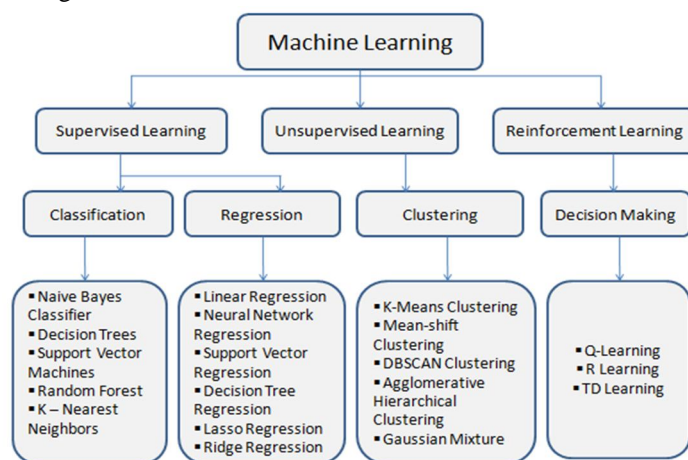 Machine Learning
Supervised Learning
Unsupervised Learning
Reinforcement Learning
Classification
Regression
Clustering
Decision Making
▪ Naive Bayes
Classifier
▪ Decision Trees
▪ Support Vector
Machines
▪ Random Forest
▪ K – Nearest
Neighbors
▪ Linear Regression
▪ Neural Network
Regression
▪ Support Vector
Regression
▪ Decision Tree
Regression
▪ Lasso Regression
▪ Ridge Regression
▪ K-Means Clustering
▪ Mean-shift
Clustering
▪ DBSCAN Clustering
▪ Agglomerative
Hierarchical
Clustering
▪ Gaussian Mixture
▪ Q-Learning
▪ R Learning
▪ TD Learning